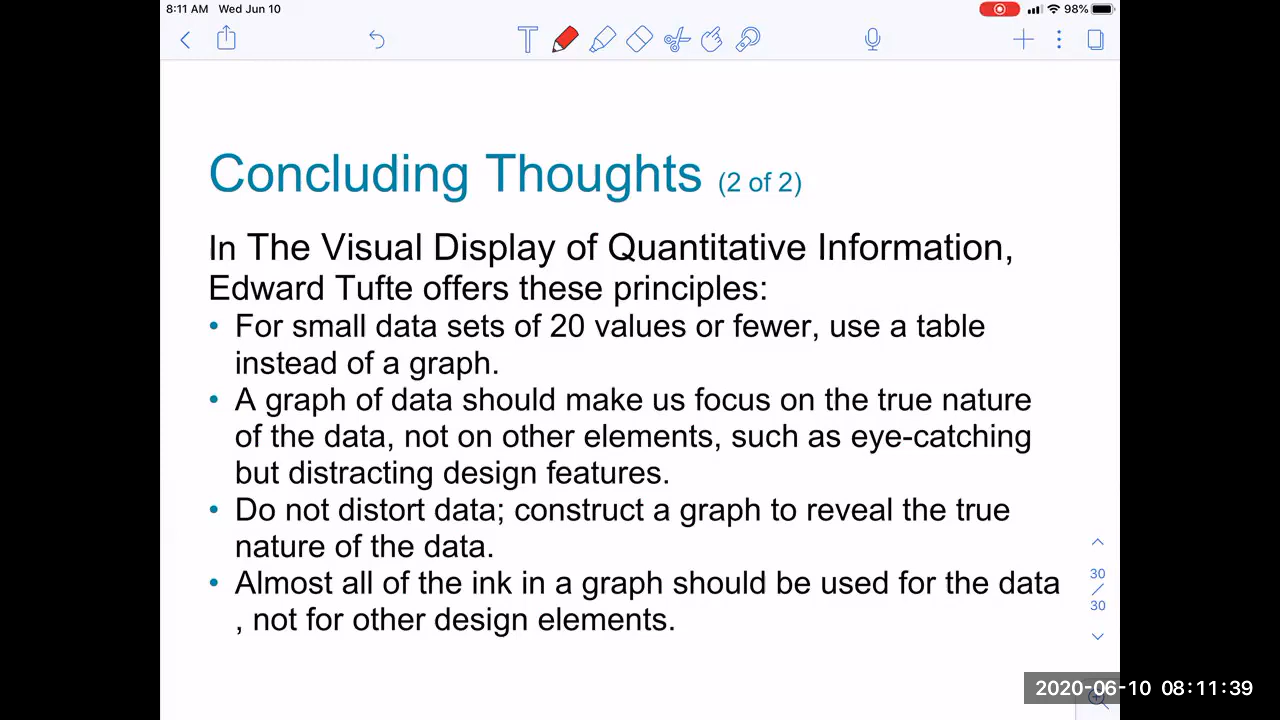 8:11 AM Wed Jun 10
98%
T
Concluding Thoughts (2 of 2)
In The Visual Display of Quantitative Information,
Edward Tufte offers these principles:
• For small data sets of 20 values or fewer, use a table
instead of a graph.
• A graph of data should make us focus on the true nature
of the data, not on other elements, such as eye-catching
but distracting design features.
• Do not distort data; construct a graph to reveal the true
nature of the data.
• Almost all of the ink in a graph should be used for the data
, not for other design elements.
30
/
30
2020-06-10 08:11:39